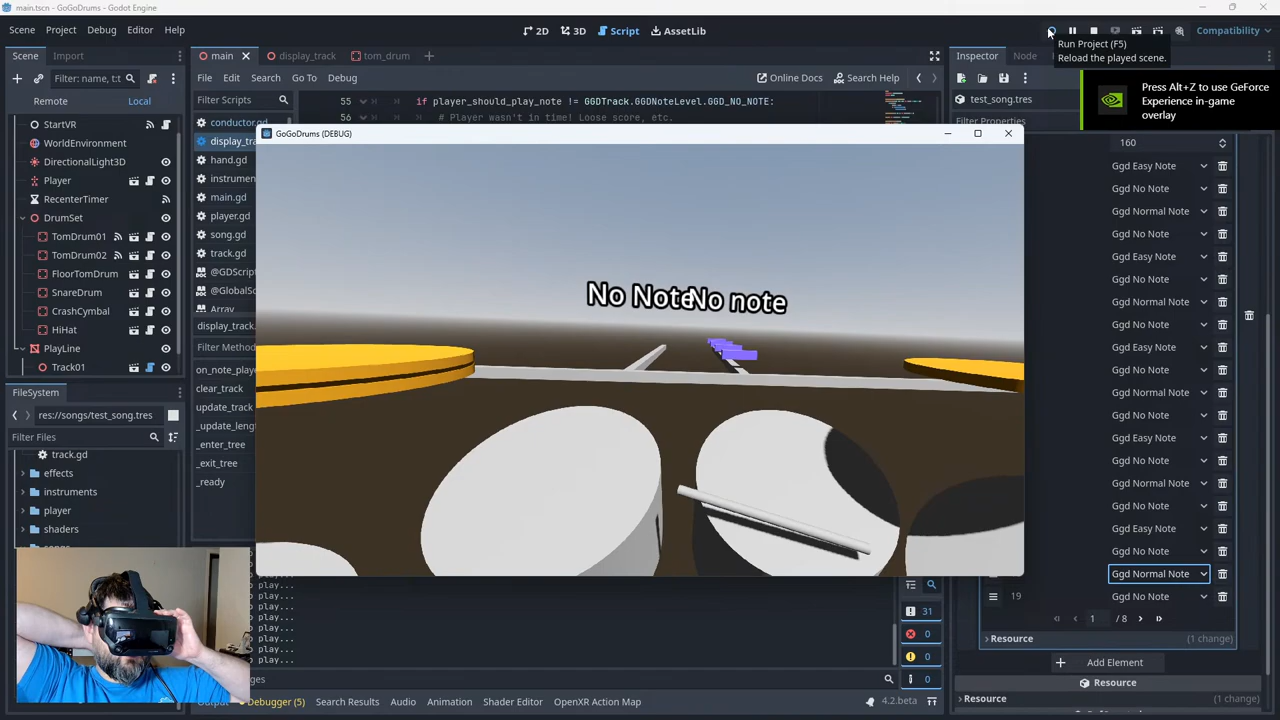 main.tscn - GoGoDrums - Godot Engine
Scene Project Debug Editor Help
2D 3D Script AssetLib
Compatibility
Run Project (F5)
Reload the played scene.
Press Alt+Z to use GeForce
Experience in-game
overlay
Scene Import
Filter: name, t:t
Remote Local
StartVR
WorldEnvironment
DirectionalLight3D
Player
RecenterTimer
DrumSet
TomDrum01
TomDrum02
FloorTomDrum
SnareDrum
CrashCymbal
HiHat
PlayLine
Track01
FileSystem
res://songs/test_song.tres
Filter Files
track.gd
effects
instruments
player
shaders
main display_track tom_drum
File Edit Search Go To Debug
Online Docs Search Help
Filter Scripts
conductor.gd
display_tra
hand.gd
instrumen
main.gd
player.gd
song.gd
track.gd
@GDScript
@GlobalSc
Array
display_track.
Filter Methods
on_note_play
clear_track
update_track
_update_leng
_enter_tree
_exit_tree
_ready
55 if player_should_play_note != GGDTrack.GGDNoteLevel.GGD_NO_NOTE:
56 # Player wasn't in time! Loose score, etc.
GoGoDrums (DEBUG)
No Note
No note
o play...
o play...
o play...
o play...
o play...
o play...
ges
31
0
0
0
Output Debugger (5) Search Results Audio Animation Shader Editor OpenXR Action Map
4.2.beta
Inspector Node
test_song.tres
Filter Properties
160
Ggd Easy Note
Ggd No Note
Ggd Normal Note
Ggd No Note
Ggd Easy Note
Ggd No Note
Ggd Normal Note
Ggd No Note
Ggd Easy Note
Ggd No Note
Ggd Normal Note
Ggd No Note
Ggd Easy Note
Ggd No Note
Ggd Normal Note
Ggd No Note
Ggd Easy Note
Ggd No Note
Ggd Normal Note
19 Ggd No Note
1 / 8
Resource (1 change)
Add Element
Resource
Resource (1 change)